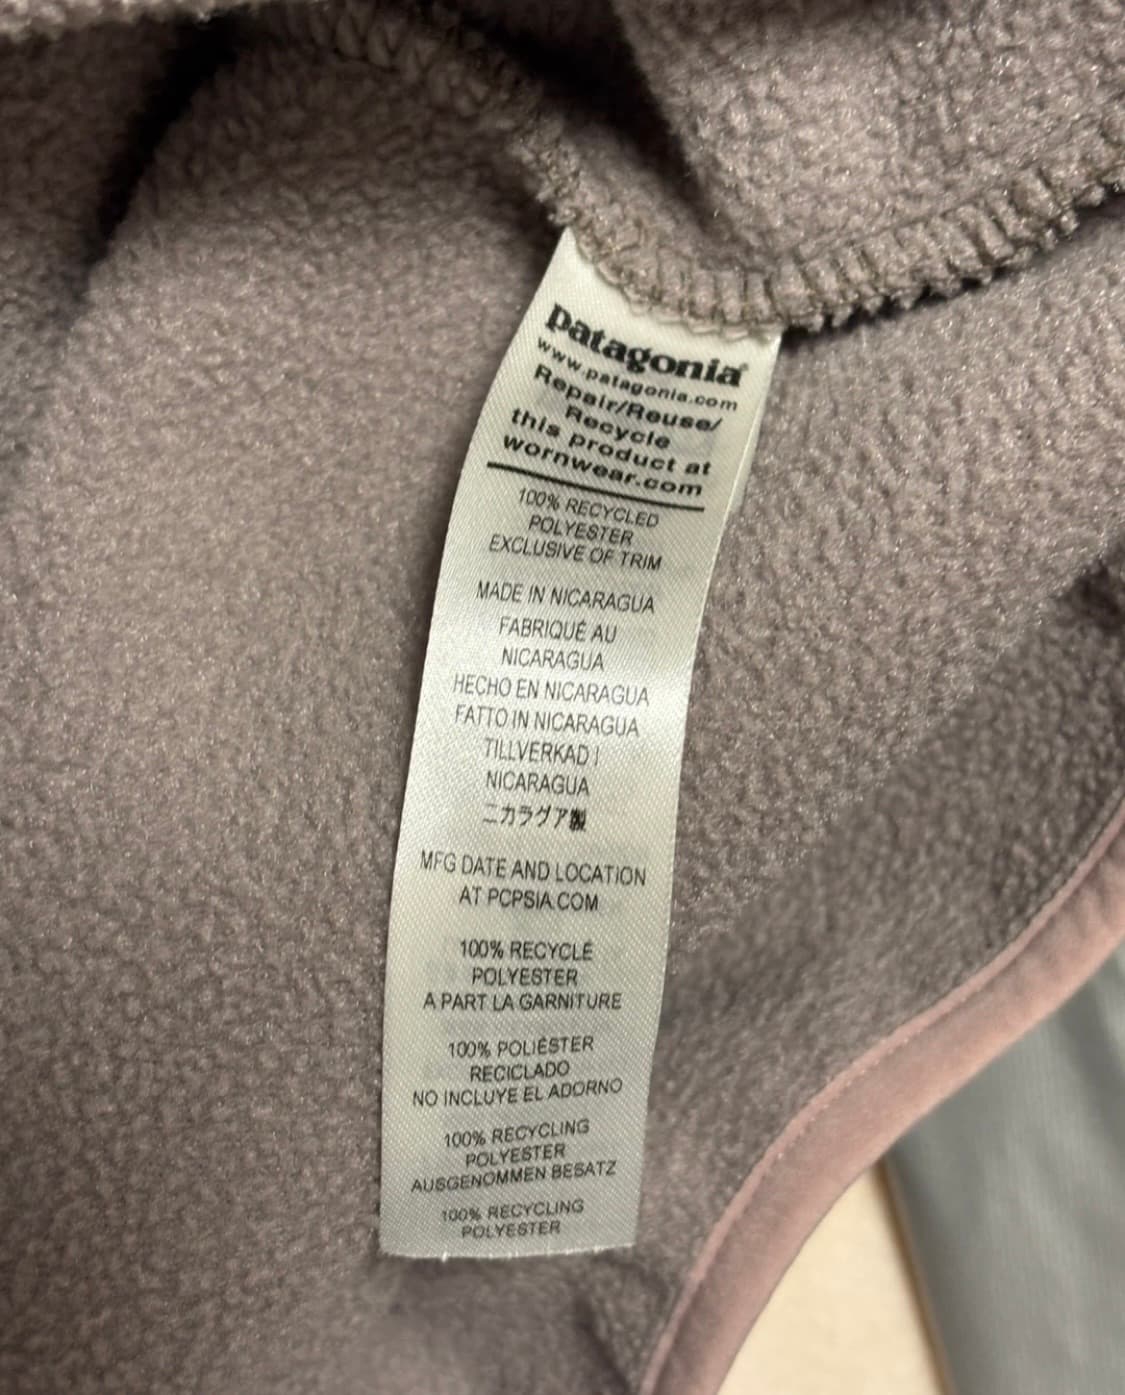 patagonia®
www.patagonia.com
Repair/Reuse/
Recycle
this product at
wornwear.com
100% RECYCLED
POLYESTER
EXCLUSIVE OF TRIM
MADE IN NICARAGUA
FABRIQUÉ AU
NICARAGUA
HECHO EN NICARAGUA
FATTO IN NICARAGUA
TILLVERKAD I
NICARAGUA
ニカラグア製
MFG DATE AND LOCATION
AT PCPSIA.COM
100% RECYCLÉ
POLYESTER
A PART LA GARNITURE
100% POLIÉSTER
RECICLADO
NO INCLUYE EL ADORNO
100% RECYCLING
POLYESTER
AUSGENOMMEN BESATZ
100% RECYCLING
POLYESTER